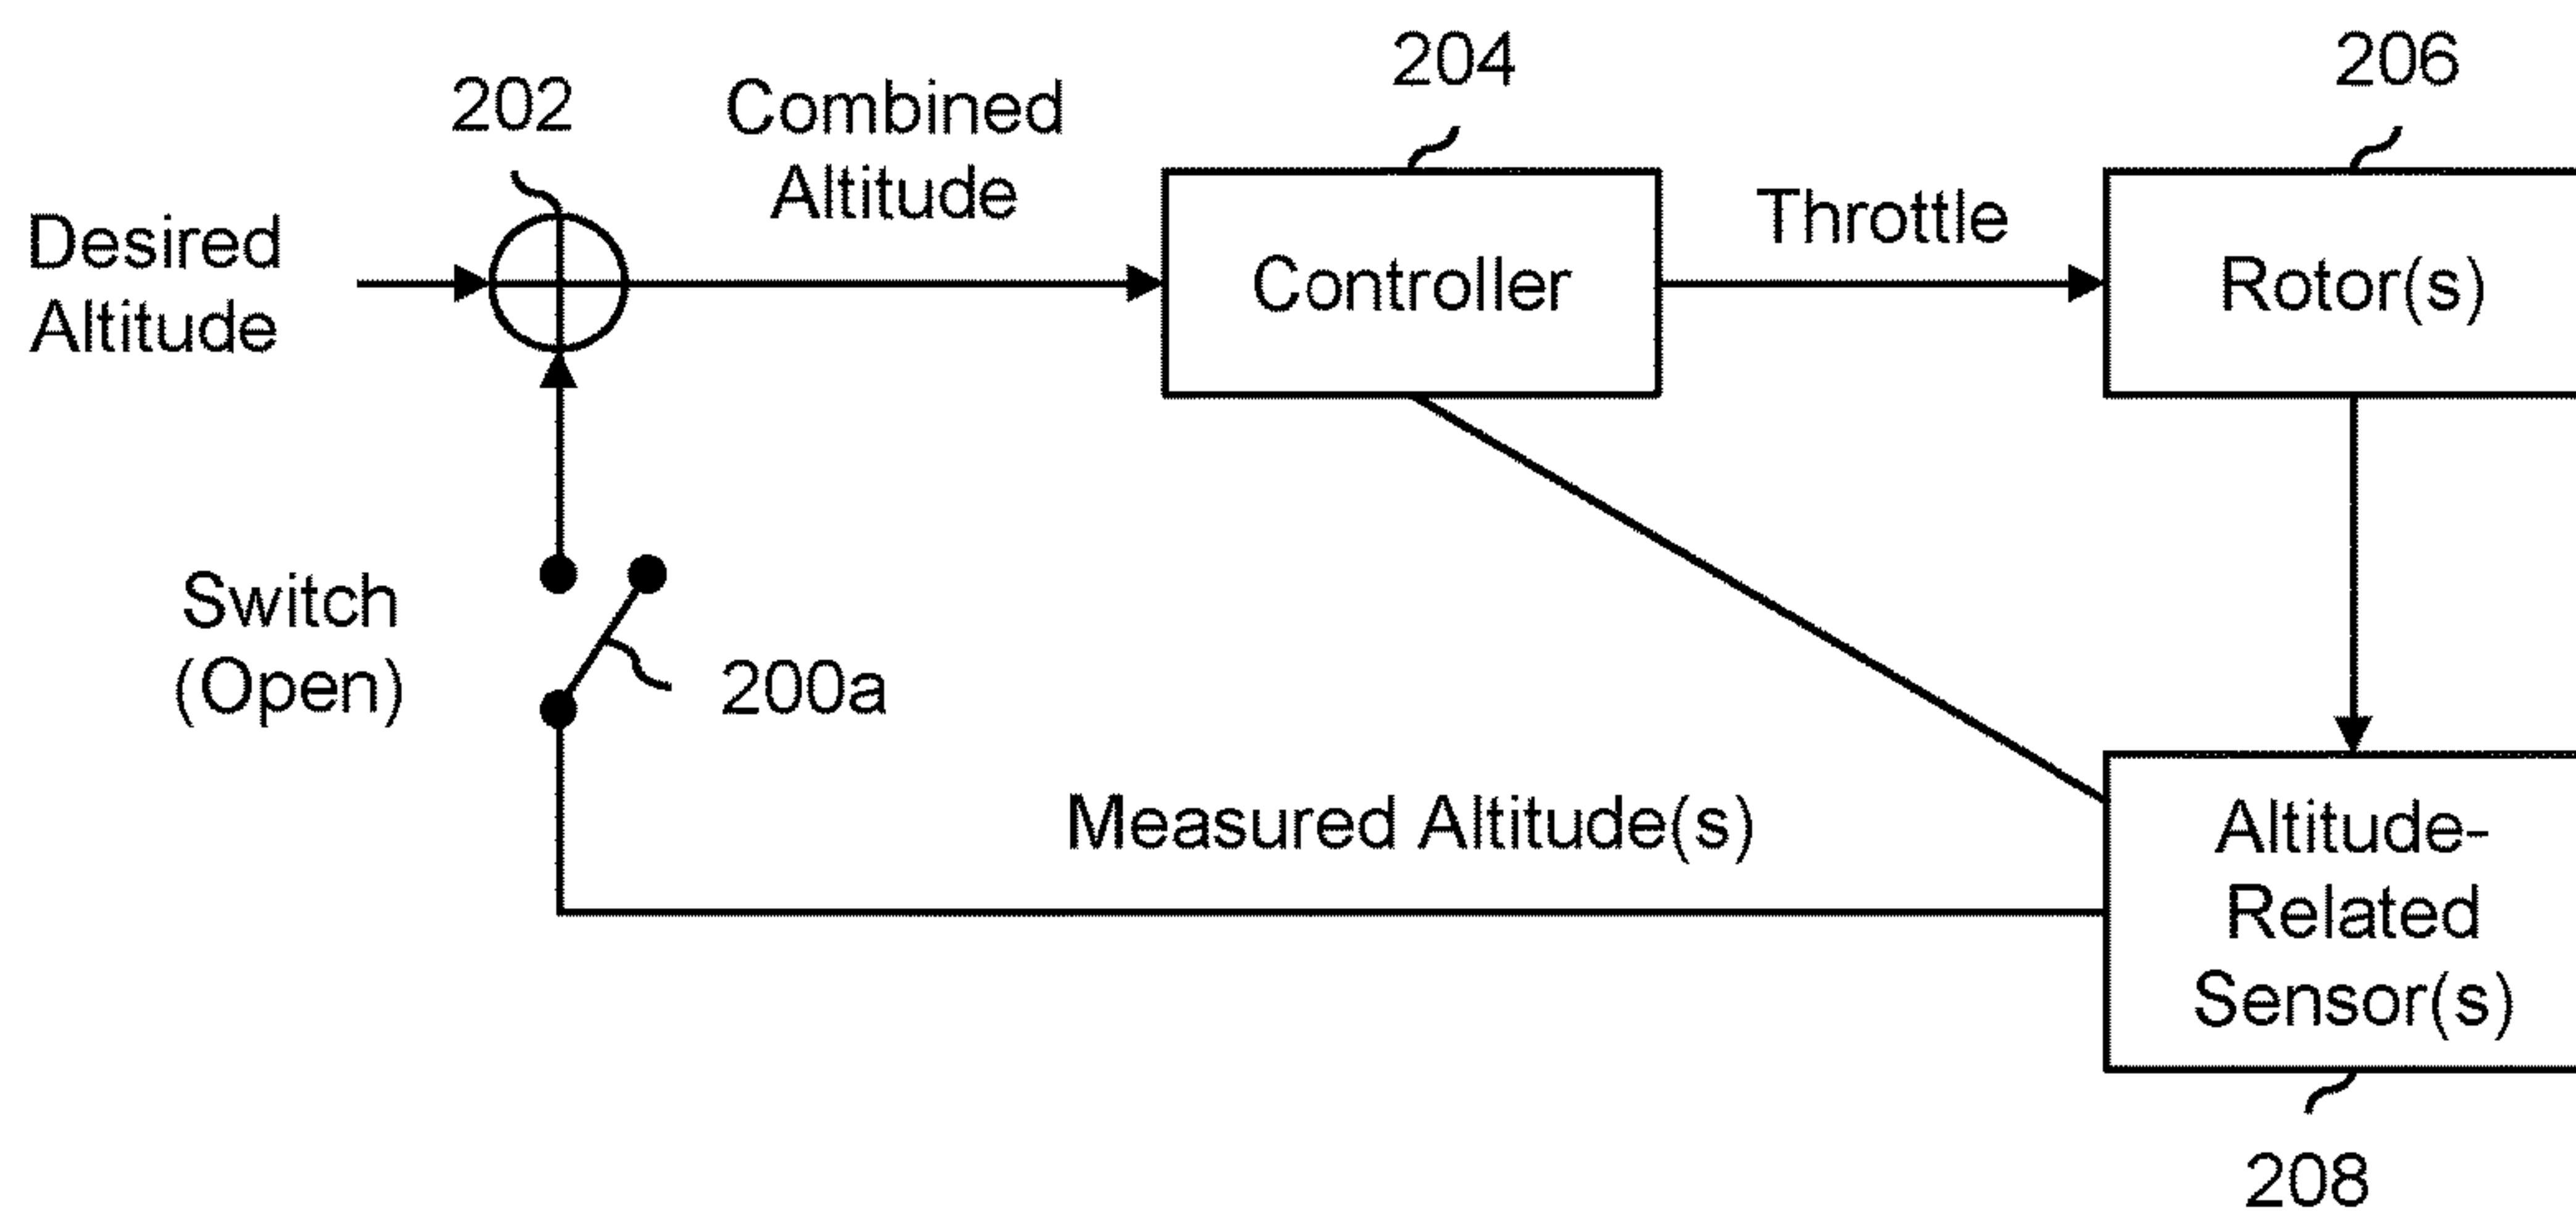 204
206
202
Combined
Altitude
Desired
Altitude
Controller
Throttle
Rotor(s)
Switch
(Open)
200a
Measured Altitude(s)
Altitude-
Related
Sensor(s)
208